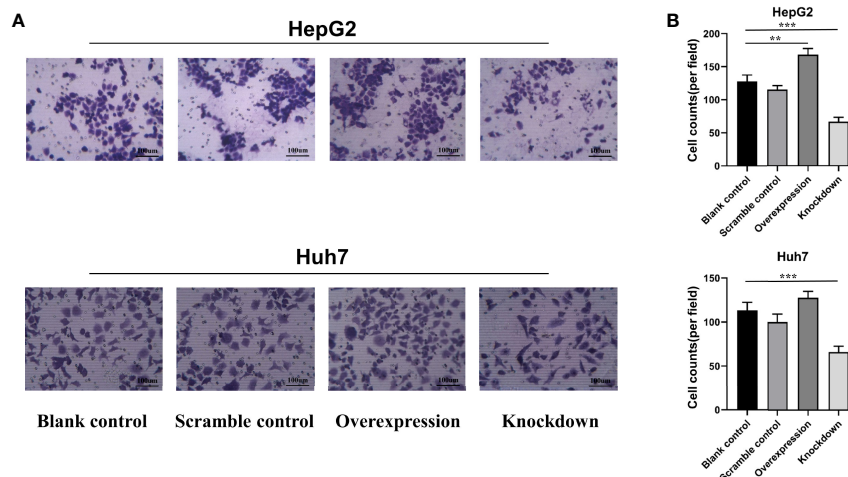 A
HepG2
100um
100um
100um
100um
Huh7
100um
100um
100um
100um
Blank control
Scramble control
Overexpression
Knockdown
B
HepG2
***
**
Cell counts(per field)
200
150
100
50
0
Blank control
Scramble control
Overexpression
Knockdown
Huh7
***
Cell counts(per field)
150
100
50
0
Blank control
Scramble control
Overexpression
Knockdown